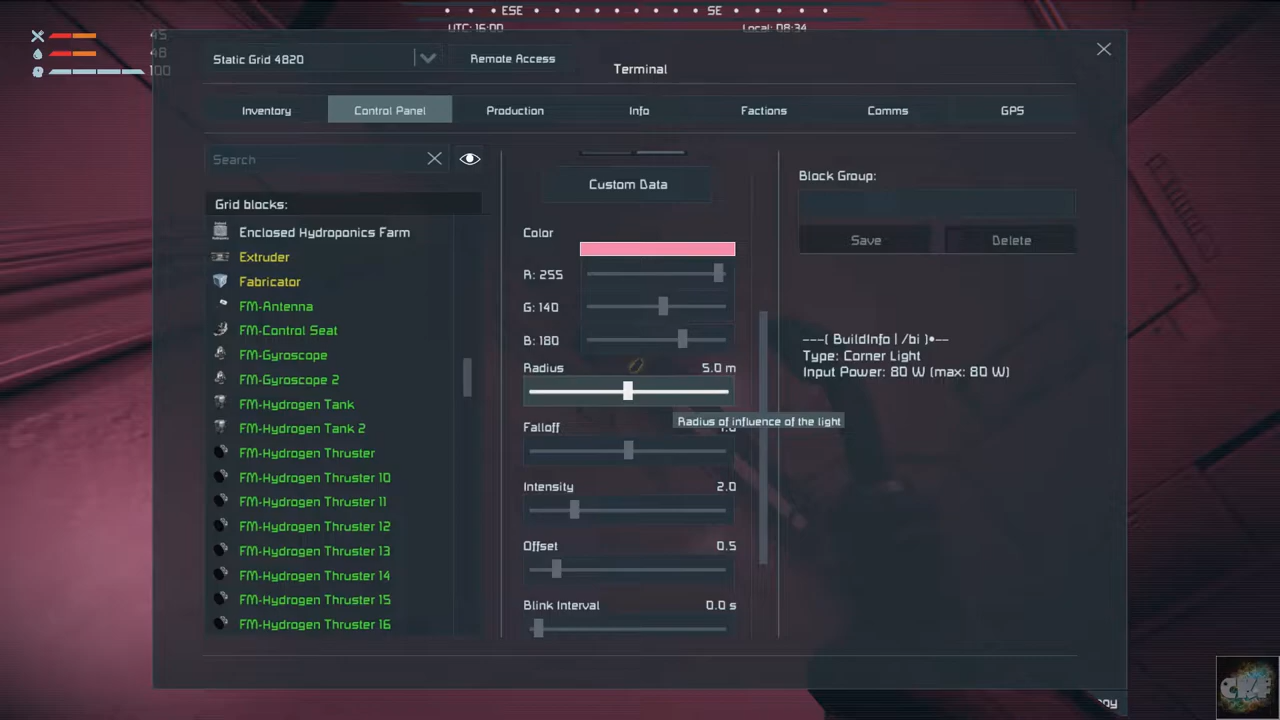 ESE
SE
UTC: 16:00
Local: 08:34
45
48
100
Static Grid 4820
Remote Access
Terminal
Inventory
Control Panel
Production
Info
Factions
Comms
GPS
Search
Grid blocks:
Enclosed Hydroponics Farm
Extruder
Fabricator
FM-Antenna
FM-Control Seat
FM-Gyroscope
FM-Gyroscope 2
FM-Hydrogen Tank
FM-Hydrogen Tank 2
FM-Hydrogen Thruster
FM-Hydrogen Thruster 10
FM-Hydrogen Thruster 11
FM-Hydrogen Thruster 12
FM-Hydrogen Thruster 13
FM-Hydrogen Thruster 14
FM-Hydrogen Thruster 15
FM-Hydrogen Thruster 16
Custom Data
Color
R: 255
G: 140
B: 180
Radius 5.0 m
Radius of influence of the light
Falloff
Intensity 2.0
Offset 0.5
Blink Interval 0.0 s
Block Group:
Save
Delete
---( BuildInfo | /bi )•--
Type: Corner Light
Input Power: 80 W (max: 80 W)